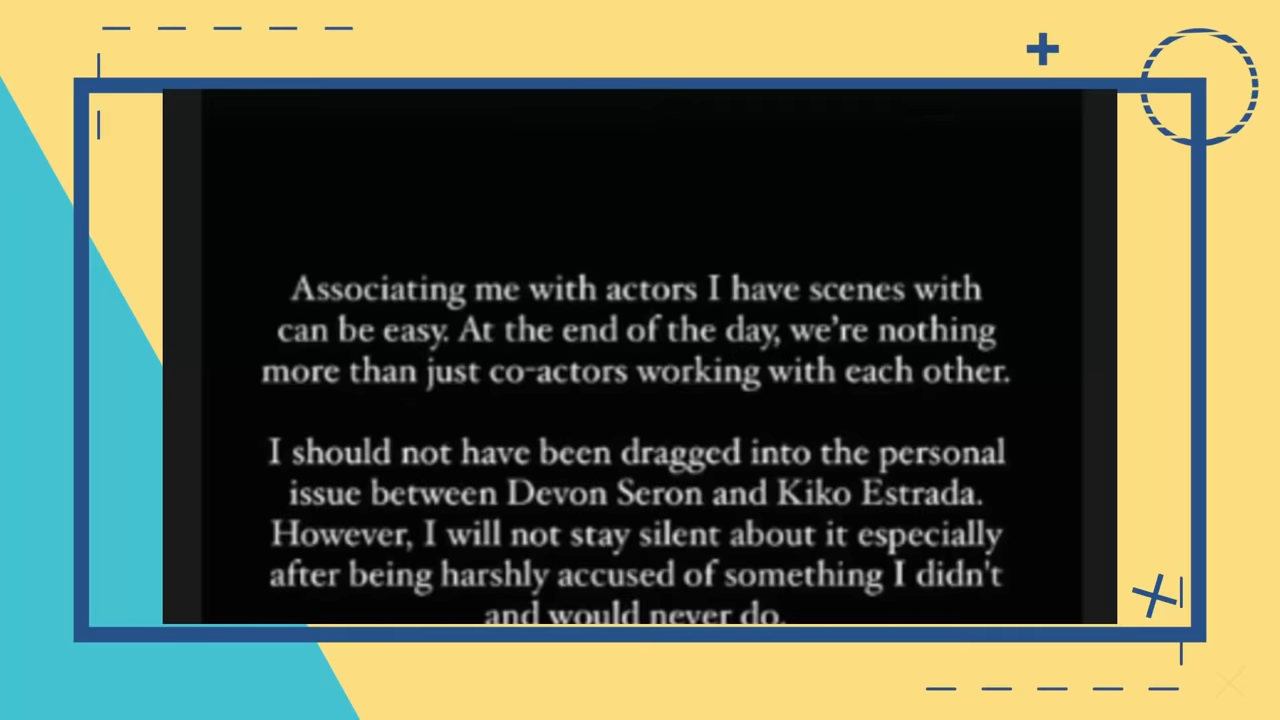 Associating me with actors I have scenes with
can be easy. At the end of the day, we're nothing
more than just co-actors working with each other.
I should not have been dragged into the personal
issue between Devon Seron and Kiko Estrada.
However, I will not stay silent about it especially
after being harshly accused of something I didn't
and would never do.